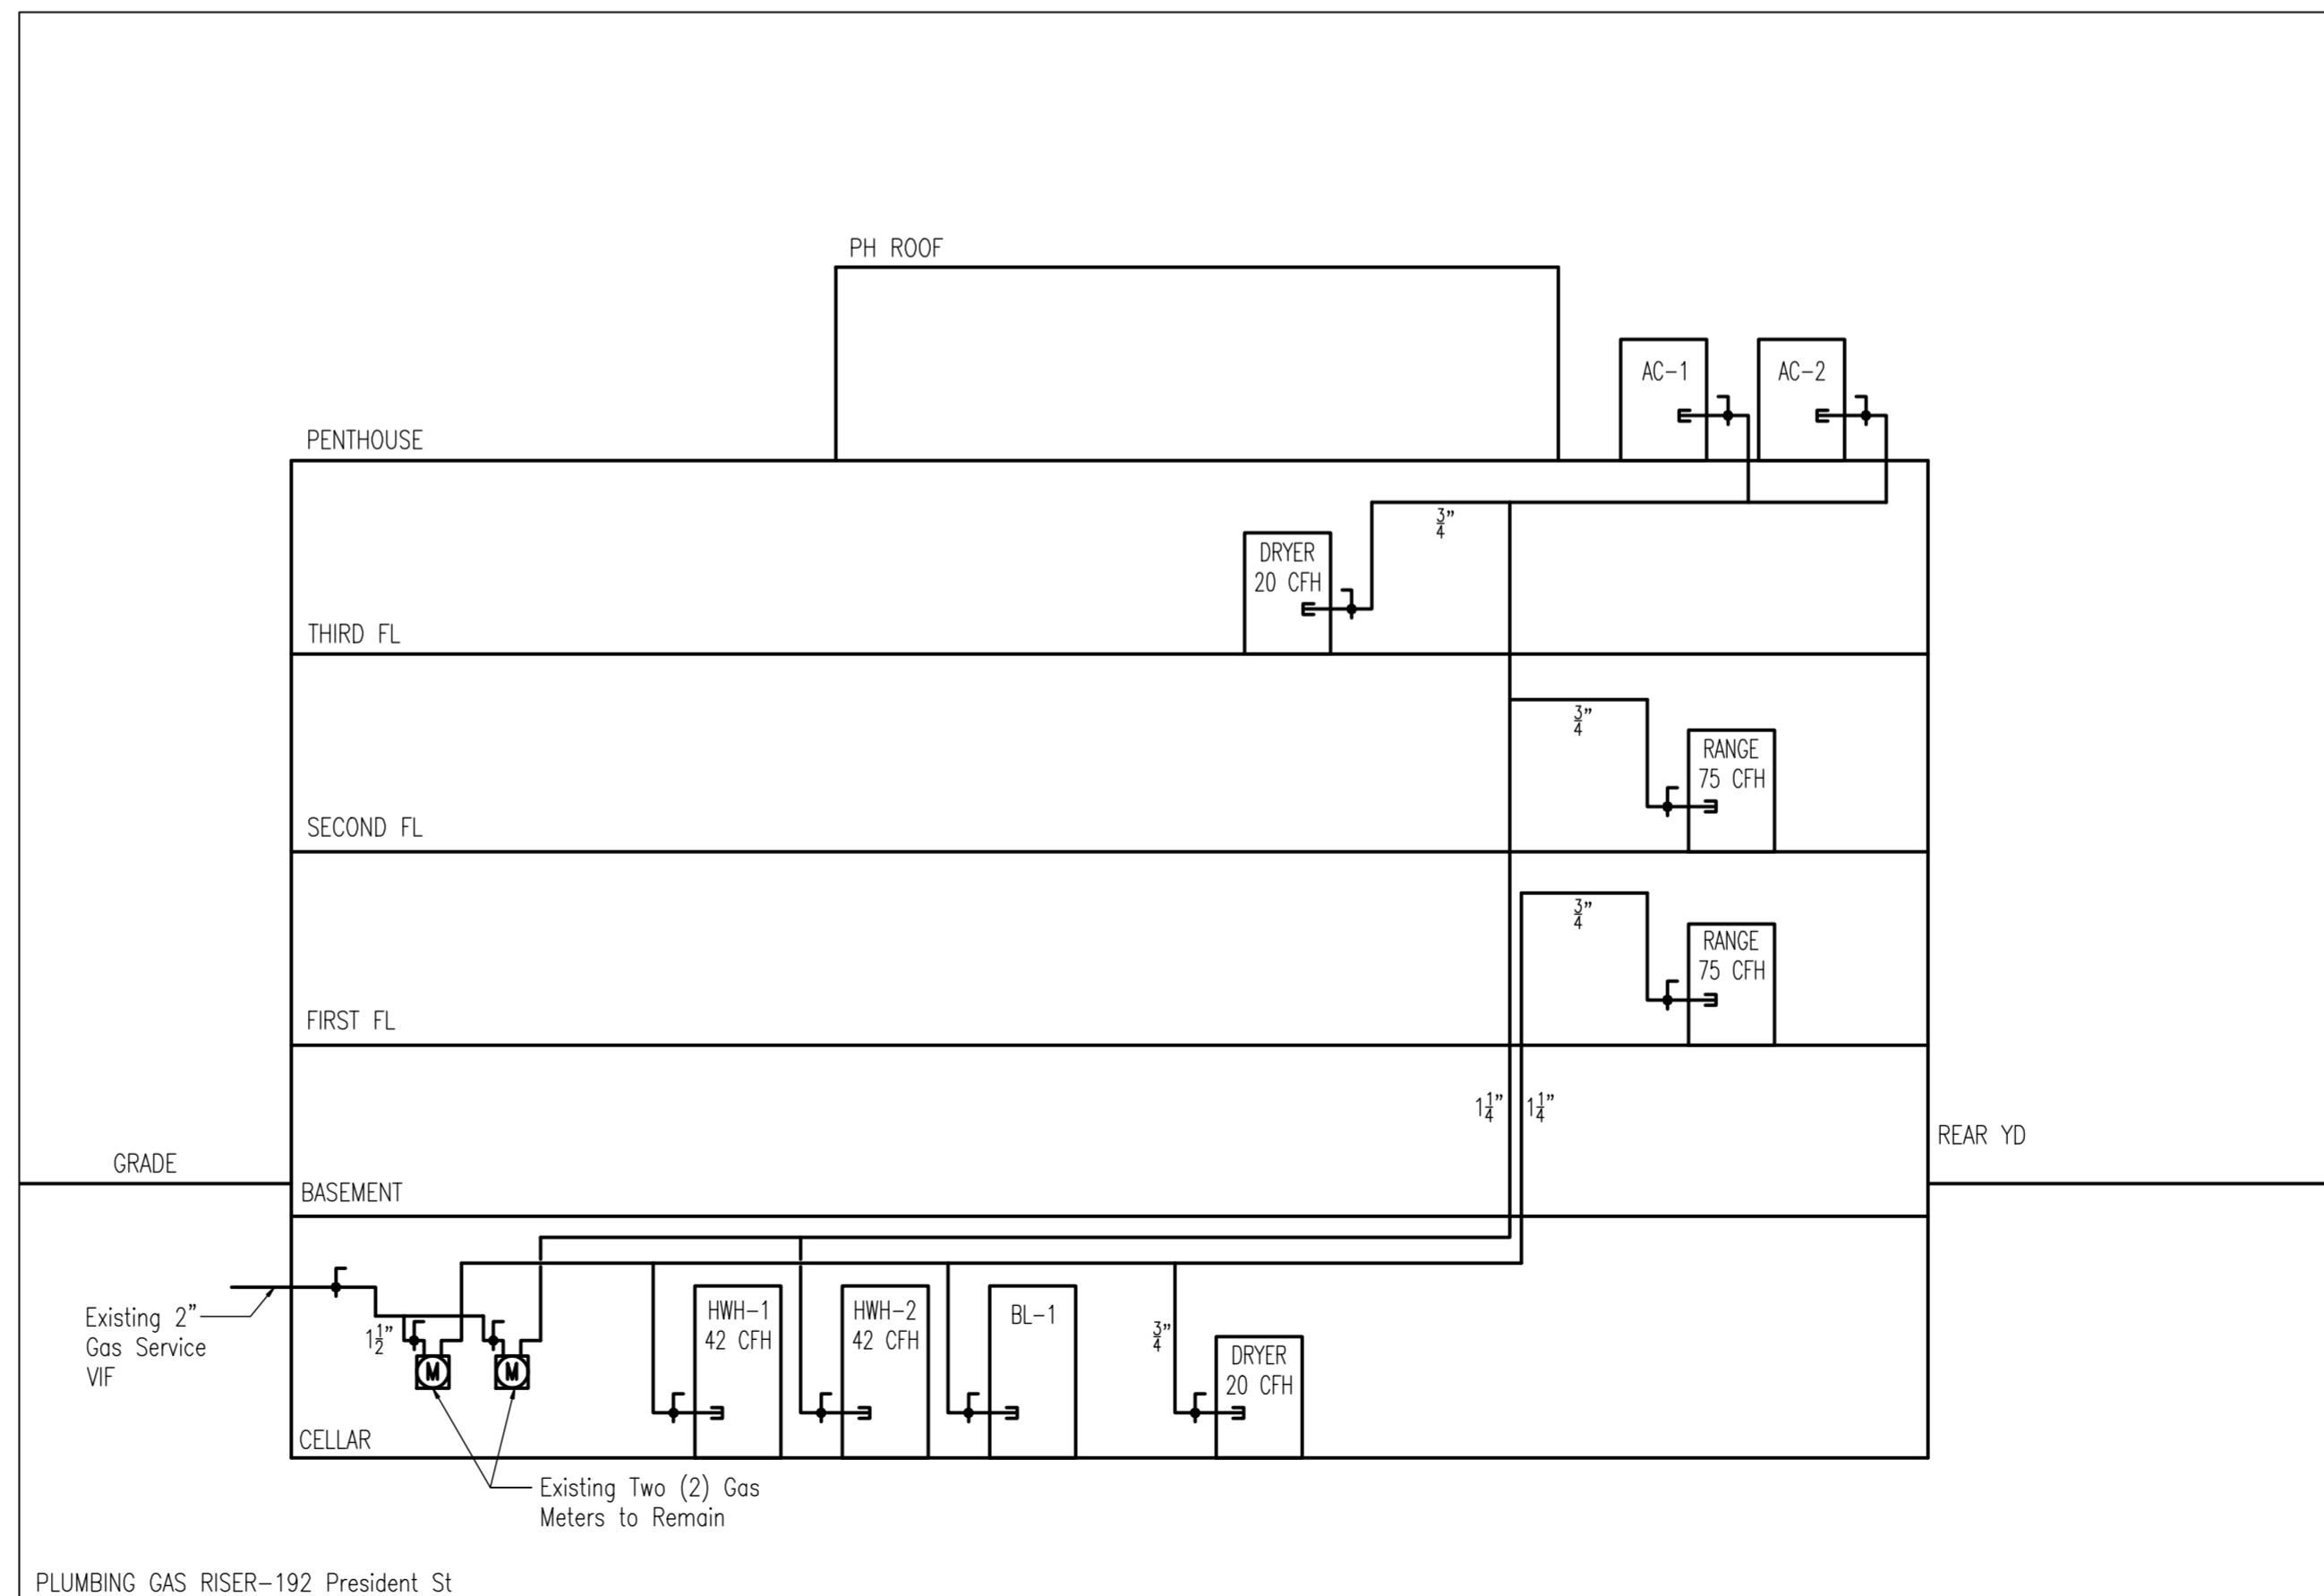 PH ROOF
AC-1
AC-2
PENTHOUSE
3/4"
DRYER
20 CFH
THIRD FL
3/4"
RANGE
75 CFH
SECOND FL
3/4"
RANGE
75 CFH
FIRST FL
1 1/4"
1 1/4"
REAR YD
GRADE
BASEMENT
Existing 2"
Gas Service
VIF
1 1/2"
M
M
HWH-1
42 CFH
HWH-2
42 CFH
BL-1
3/4"
DRYER
20 CFH
CELLAR
Existing Two (2) Gas
Meters to Remain
PLUMBING GAS RISER-192 President St